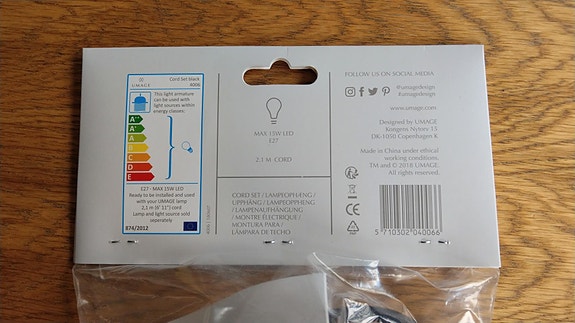 UMAGE
Cord Set black
4006
This light armature
can be used with
light sources within
energy classes:
A++
A+
A
B
C
D
E
E27 - MAX 15W LED
Ready to be installed and used
with your UMAGE lamp
2,1 m (6' 11") cord
Lamp and light source sold
seperately
874/2012
MAX 15W LED
E27
2.1 M CORD
CORD SET / LAMPEOPHÆNG /
UPPHÄNG / LAMPEOPPHENG
/ LAMPENAUFHÄNGUNG
/ MONTRE ÉLECTRIQUE /
MONTURA PARA /
LÁMPARA DE TECHO
FOLLOW US ON SOCIAL MEDIA
@umagedesign
#umagedesign
www.umage.com
Designed by UMAGE
Kongens Nytorv 15
DK-1050 Copenhagen K
Made in China under ethical
working conditions.
TM and © 2018 UMAGE.
All rights reserved.
CE
5 710302 040066